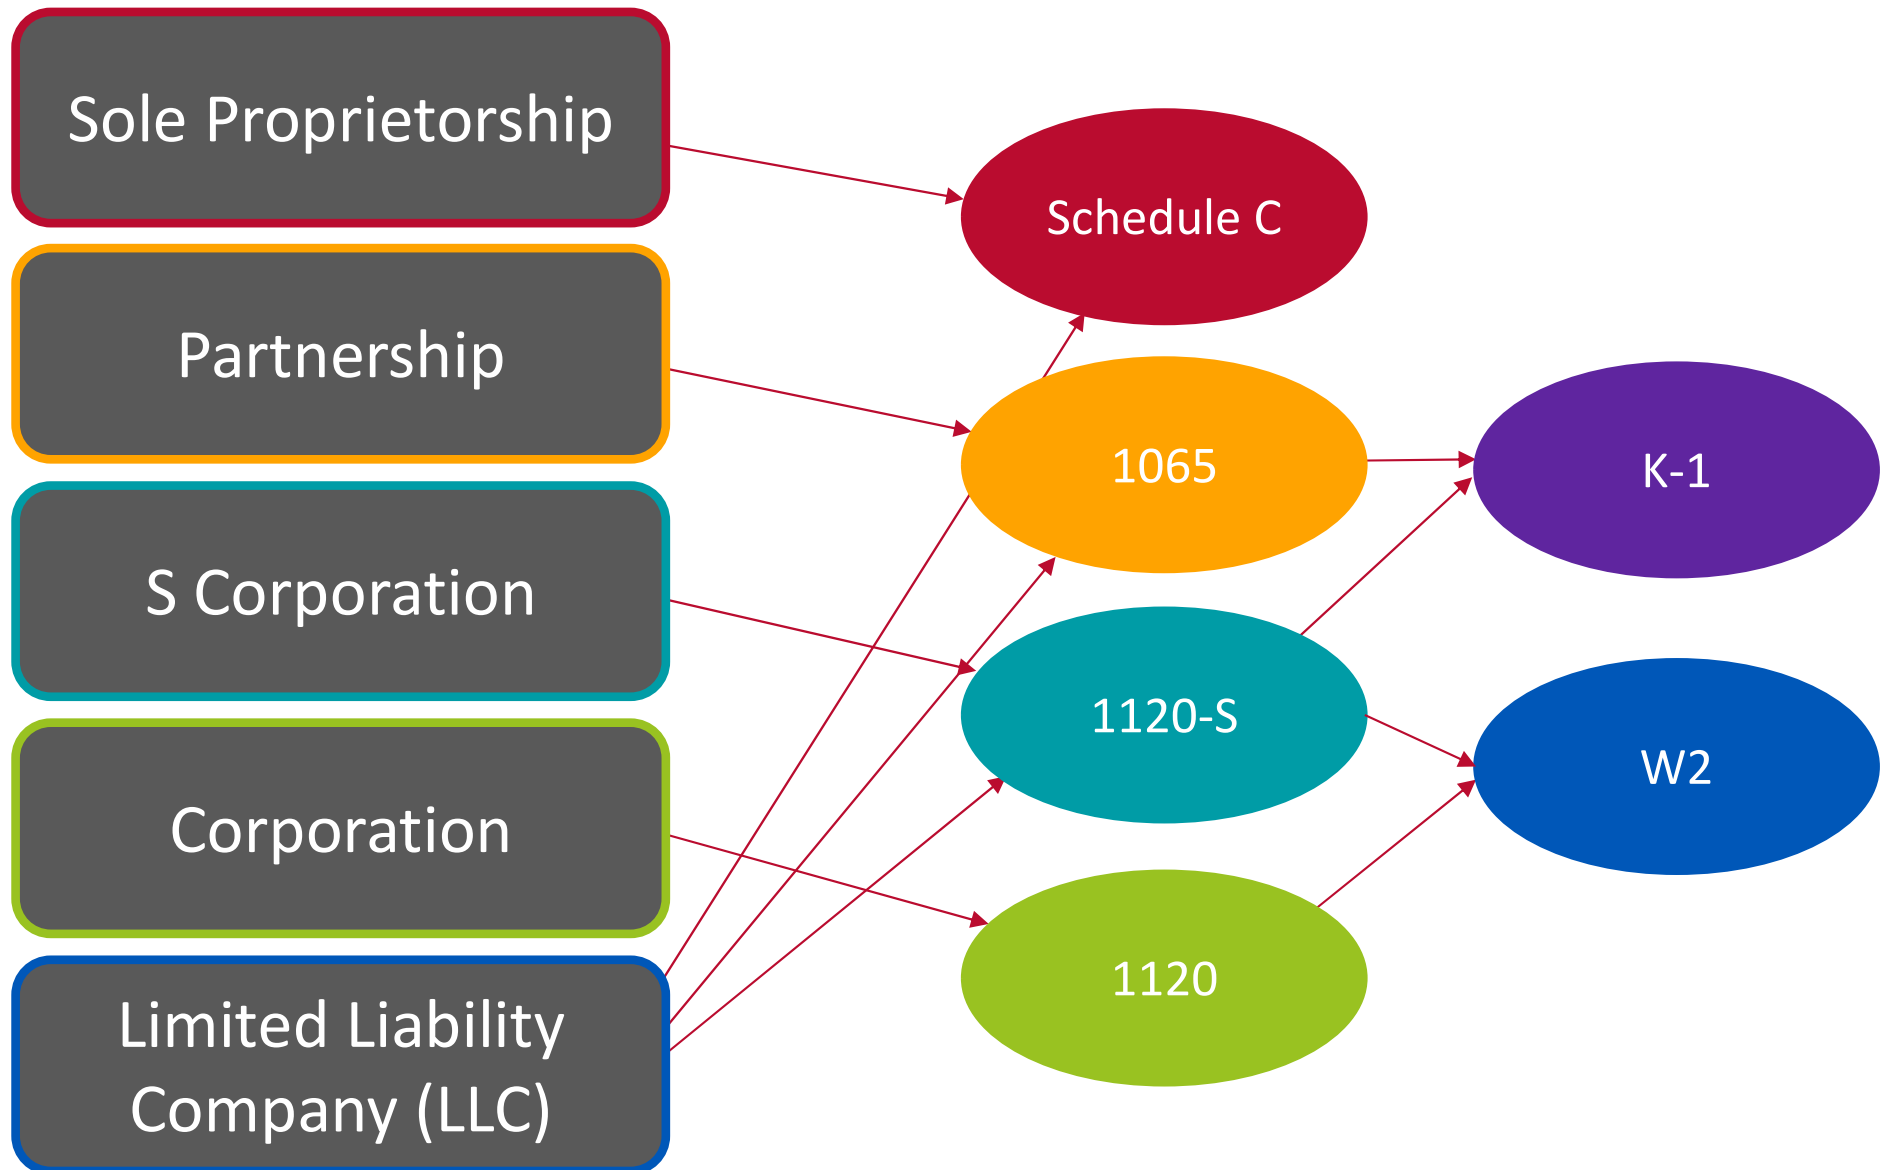 Sole Proprietorship
Partnership
S Corporation
Corporation
Limited Liability
Company (LLC)
Schedule C
1065
1120-S
1120
K-1
W2